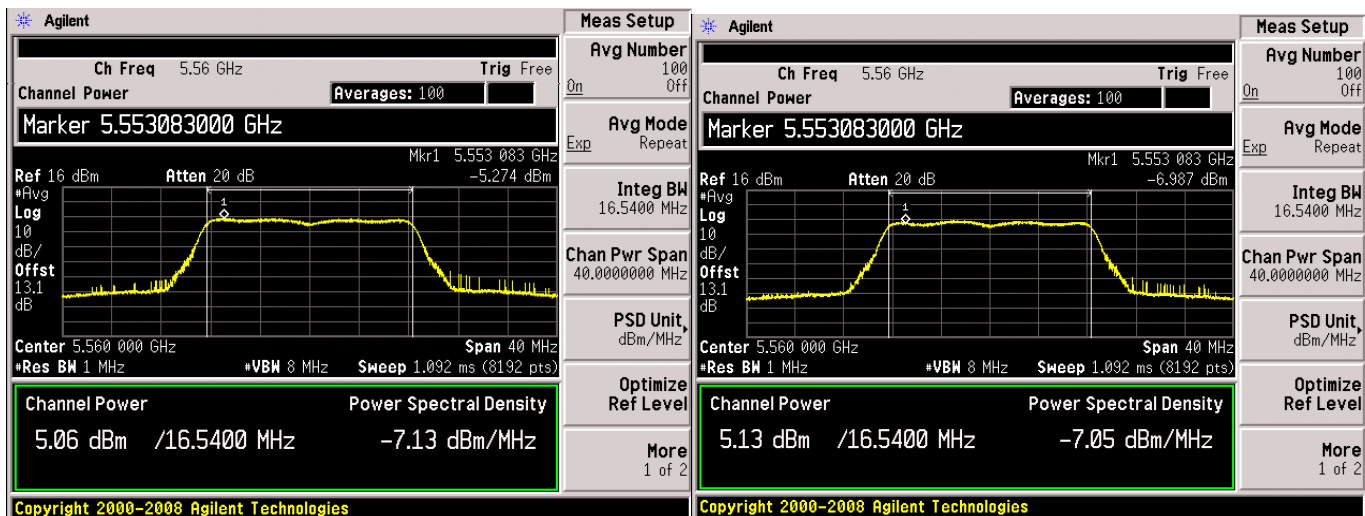 Agilent
Ch Freq 5.56 GHz Trig Free
Channel Power Averages: 100
Marker 5.553083000 GHz
Mkr1 5.553 083 GHz
Ref 16 dBm Atten 20 dB -5.274 dBm
#Avg
Log
10
dB/
Offst
13.1
dB
1
Center 5.560 000 GHz Span 40 MHz
#Res BW 1 MHz #VBW 8 MHz Sweep 1.092 ms (8192 pts)
Channel Power Power Spectral Density
5.06 dBm /16.5400 MHz -7.13 dBm/MHz
Copyright 2000-2008 Agilent Technologies
Meas Setup
Avg Number
100
On Off
Avg Mode
Exp Repeat
Integ BW
16.5400 MHz
Chan Pwr Span
40.0000000 MHz
PSD Unit
dBm/MHz
Optimize
Ref Level
More
1 of 2
Agilent
Ch Freq 5.56 GHz Trig Free
Channel Power Averages: 100
Marker 5.553083000 GHz
Mkr1 5.553 083 GHz
Ref 16 dBm Atten 20 dB -6.987 dBm
#Avg
Log
10
dB/
Offst
13.1
dB
1
Center 5.560 000 GHz Span 40 MHz
#Res BW 1 MHz #VBW 8 MHz Sweep 1.092 ms (8192 pts)
Channel Power Power Spectral Density
5.13 dBm /16.5400 MHz -7.05 dBm/MHz
Copyright 2000-2008 Agilent Technologies
Meas Setup
Avg Number
100
On Off
Avg Mode
Exp Repeat
Integ BW
16.5400 MHz
Chan Pwr Span
40.0000000 MHz
PSD Unit
dBm/MHz
Optimize
Ref Level
More
1 of 2